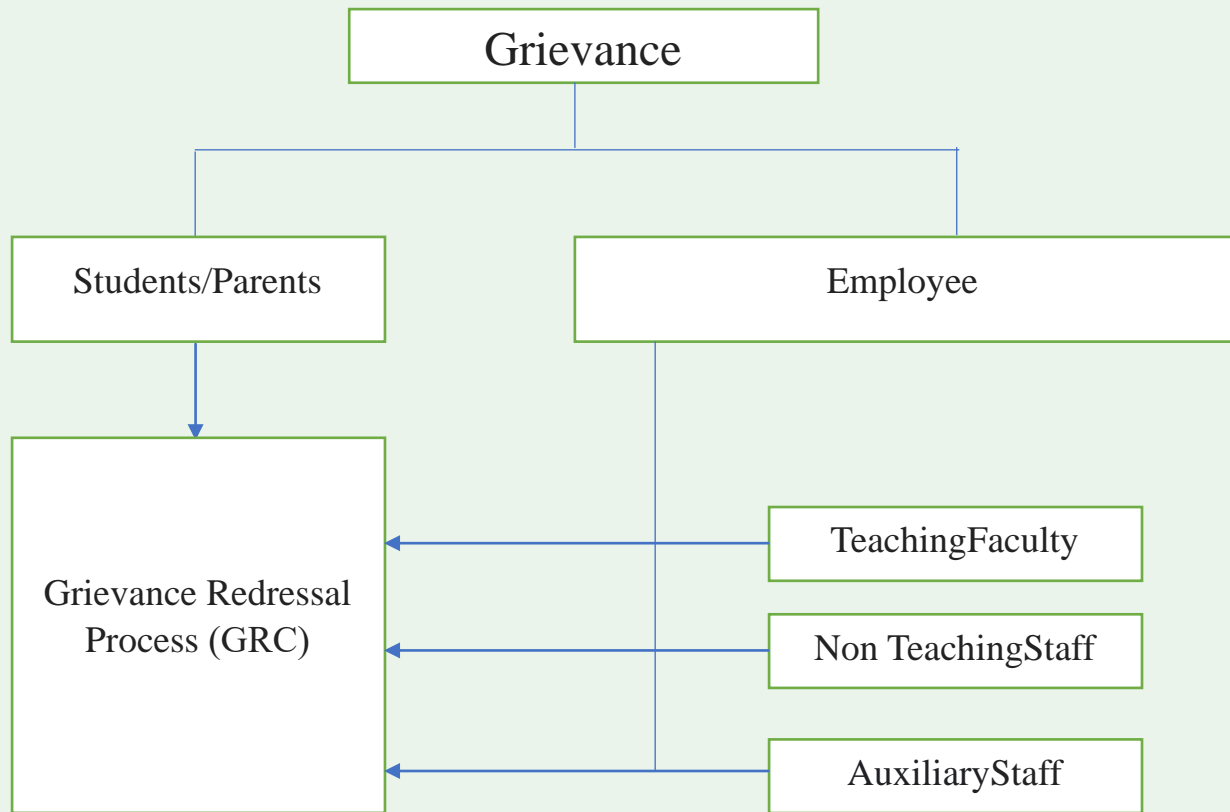 Grievance
Students/Parents
Employee
Grievance Redressal
Process (GRC)
TeachingFaculty
Non TeachingStaff
AuxiliaryStaff